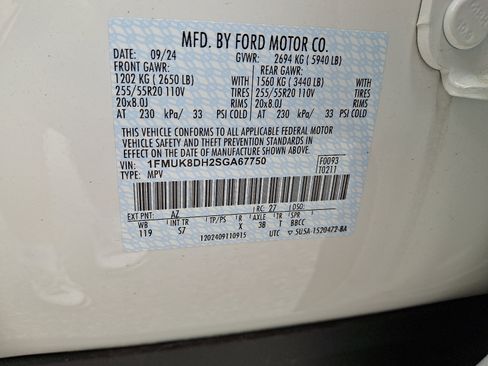 MFD. BY FORD MOTOR CO.
DATE: 09/24 GVWR: 2694 KG ( 5940 LB)
FRONT GAWR: REAR GAWR:
1202 KG ( 2650 LB) WITH 1560 KG ( 3440 LB) WITH
255/55R20 110V TIRES 255/55R20 110V TIRES
20x8.0J RIMS 20x8.0J RIMS
AT 230 kPa/ 33 PSI COLD AT 230 kPa/ 33 PSI COLD
THIS VEHICLE CONFORMS TO ALL APPLICABLE FEDERAL MOTOR
VEHICLE SAFETY AND THEFT PREVENTION STANDARDS IN
EFFECT ON THE DATE OF MANUFACTURE SHOWN ABOVE.
VIN: 1FMUK8DH2SGA67750 F0093
TYPE: MPV T0211
EXT PNT: AZ RC: 27 DSO:
WB INT TR TP/PS R AXLE TR SPR
119 S7 X 3B T BBCC
1202409110915 UTC 5U5A-1520472-BA